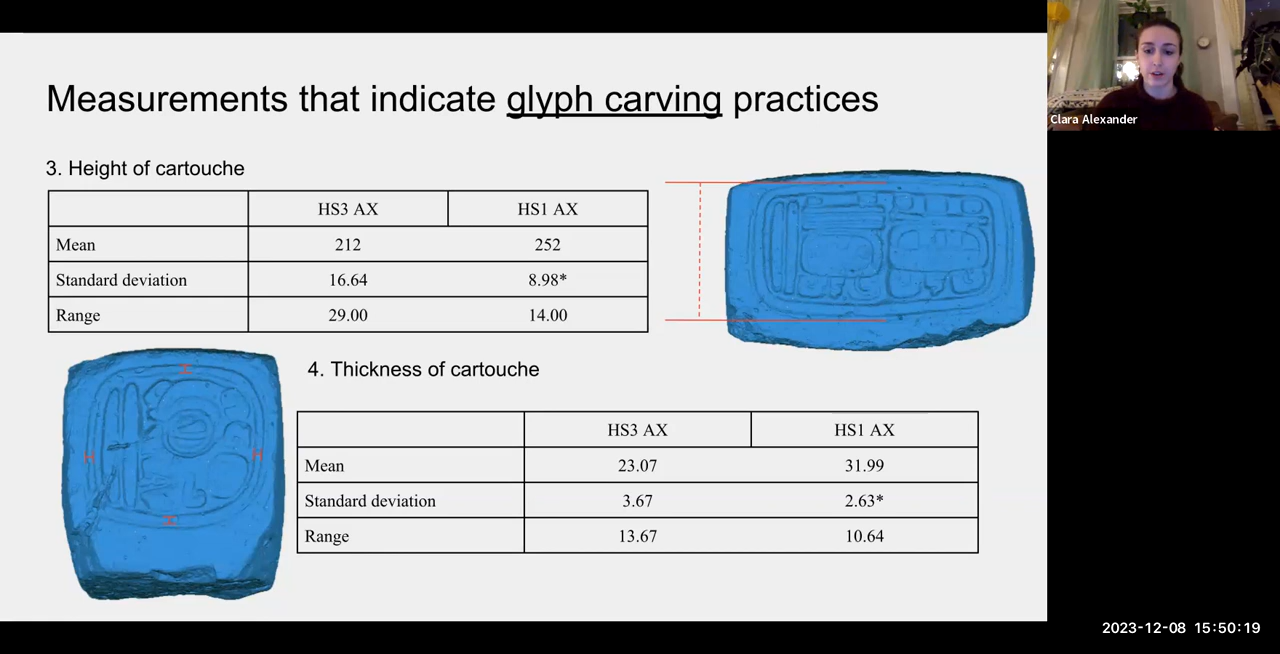 Measurements that indicate glyph carving practices
Clara Alexander
3. Height of cartouche
HS3 AX HS1 AX
Mean 212 252
Standard deviation 16.64 8.98*
Range 29.00 14.00
4. Thickness of cartouche
HS3 AX HS1 AX
Mean 23.07 31.99
Standard deviation 3.67 2.63*
Range 13.67 10.64
2023-12-08 15:50:19